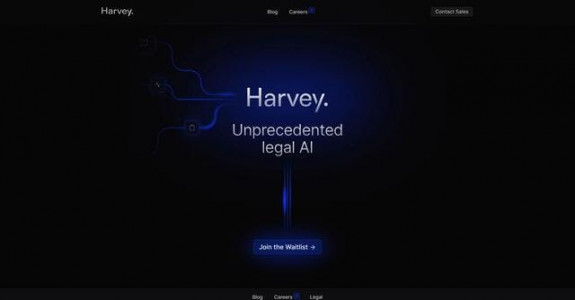 Harvey.
Blog Careers
Contact Sales
Harvey.
Unprecedented
legal AI
Join the Waitlist →
Blog Careers Legal